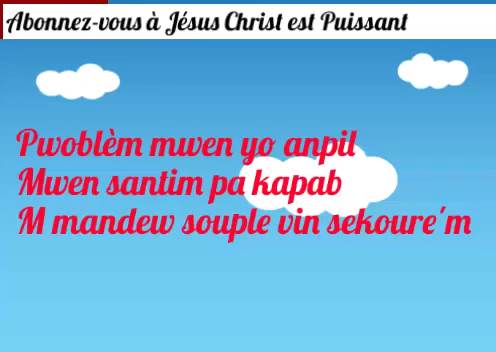 Abonnez-vous à Jésus Christ est Puissant
Pwoblèm mwen yo anpil
Mwen santim pa kapab
M mandew souple vin sekoure'm